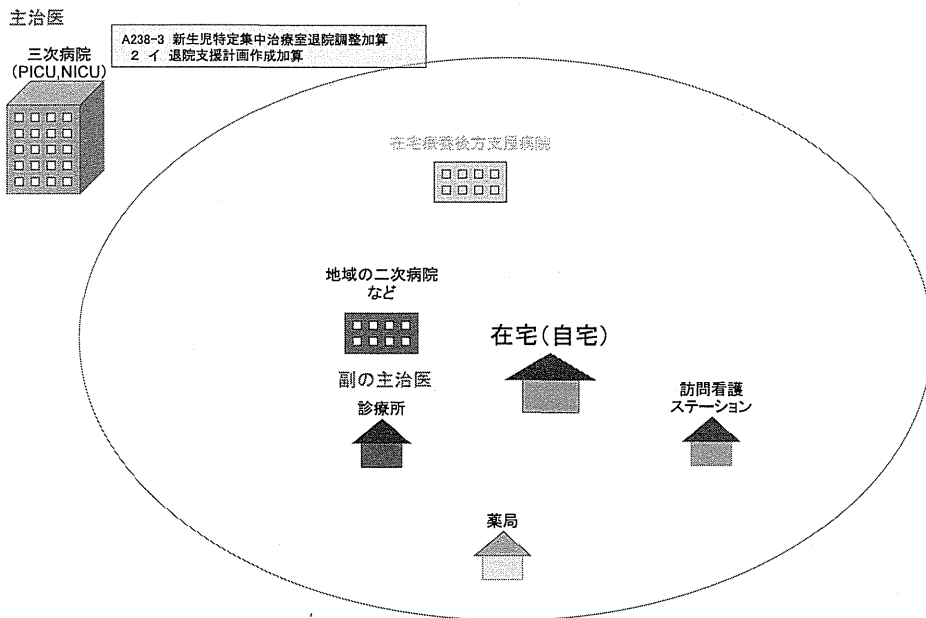 主治医
三次病院
(PICU,NICU)
A238-3 新生児特定集中治療室退院調整加算
2 イ 退院支援計画作成加算
在宅療養後方支援病院
地域の二次病院
など
在宅(自宅)
副の主治医
診療所
訪問看護
ステーション
薬局